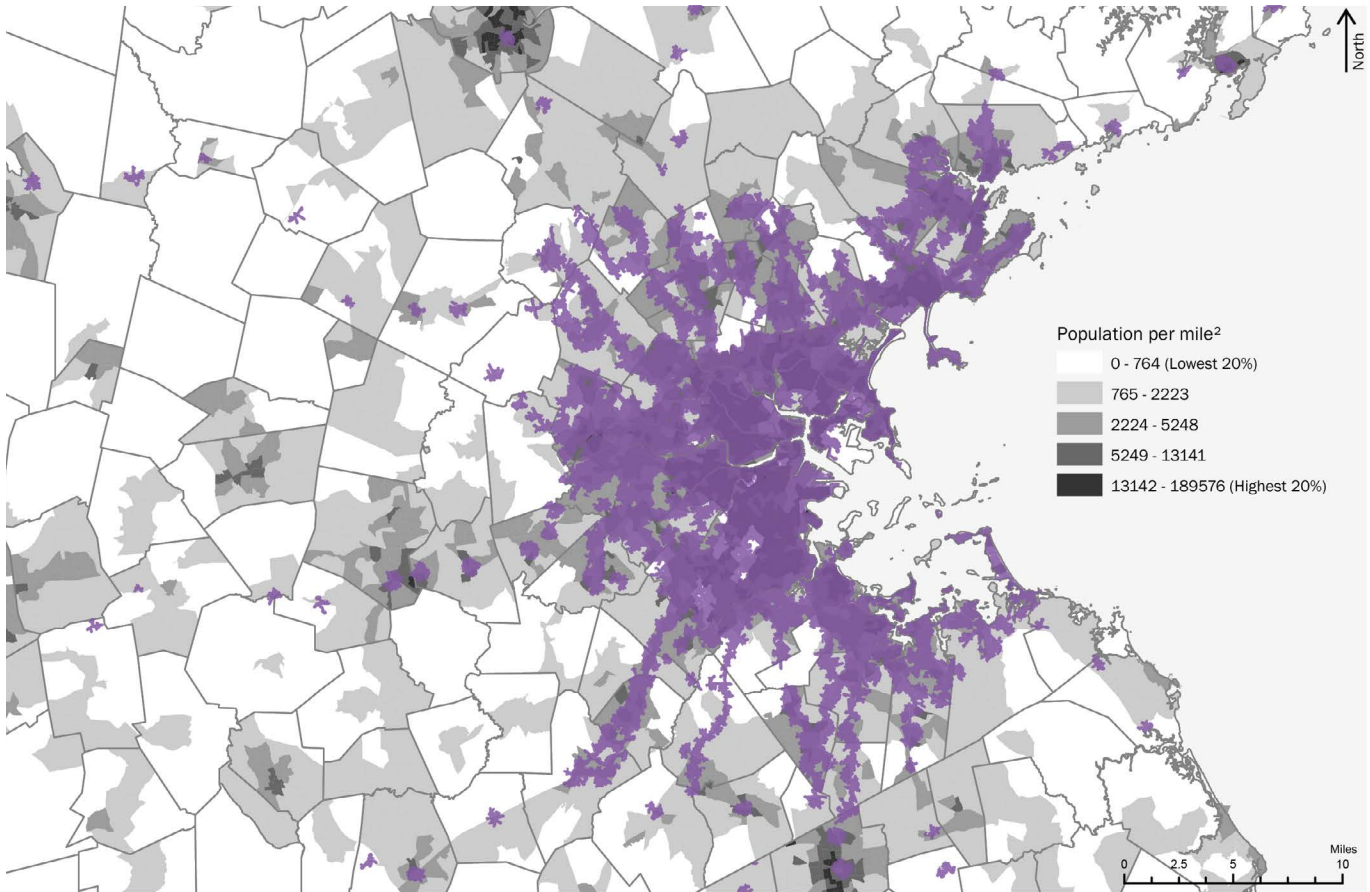 North
Population per mile²
0 - 764 (Lowest 20%)
765 - 2223
2224 - 5248
5249 - 13141
13142 - 189576 (Highest 20%)
Miles
0 2.5 5 10